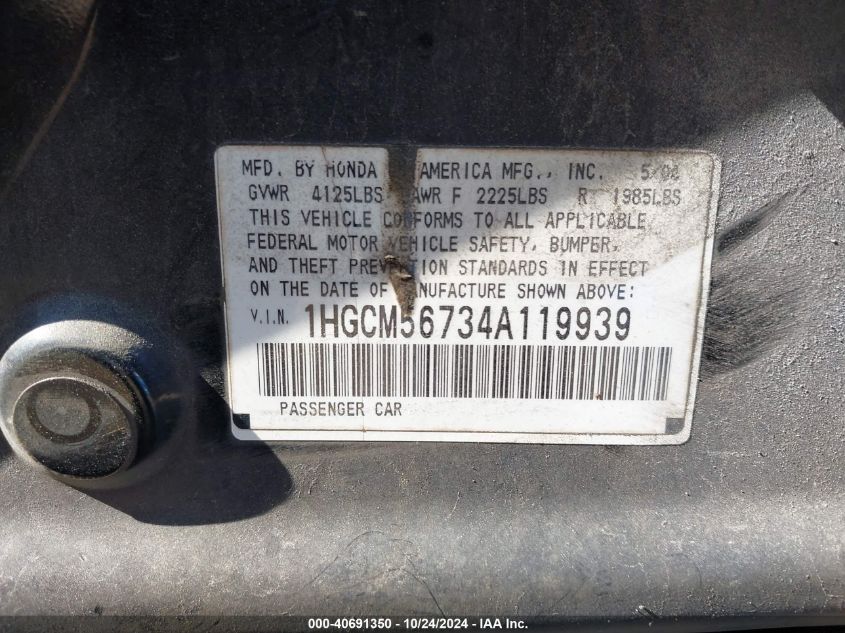 MFD. BY HONDA AMERICA MFG., INC. 5/04
GVWR 4125LBS AWR F 2225LBS R 1985LBS
THIS VEHICLE CONFORMS TO ALL APPLICABLE
FEDERAL MOTOR VEHICLE SAFETY, BUMPER,
AND THEFT PREVENTION STANDARDS IN EFFECT
ON THE DATE OF MANUFACTURE SHOWN ABOVE:
V.I.N. 1HGCM56734A119939
PASSENGER CAR
000-40691350 - 10/24/2024 - IAA Inc.